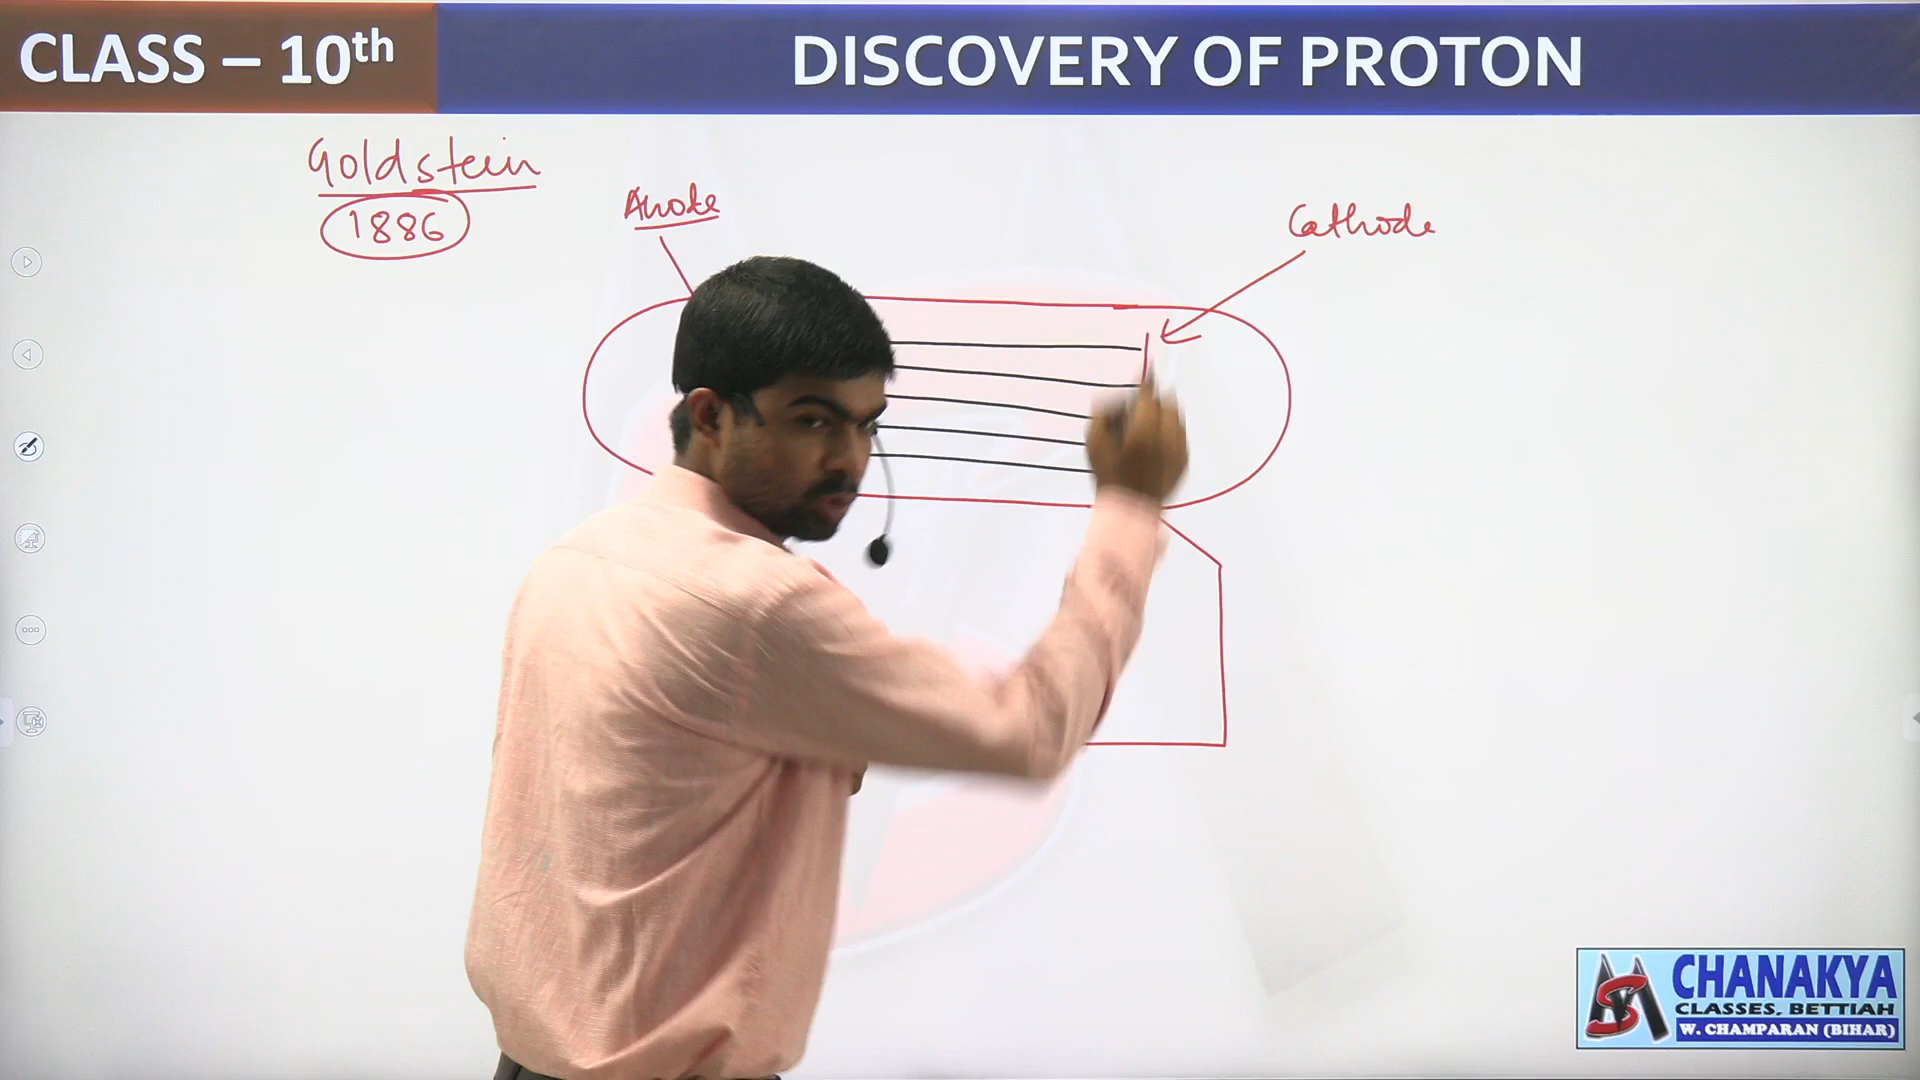 CLASS – 10th
DISCOVERY OF PROTON
Goldstein
1886
Anode
Cathode
CHANAKYA
CLASSES, BETTIAH
W. CHAMPARAN (BIHAR)